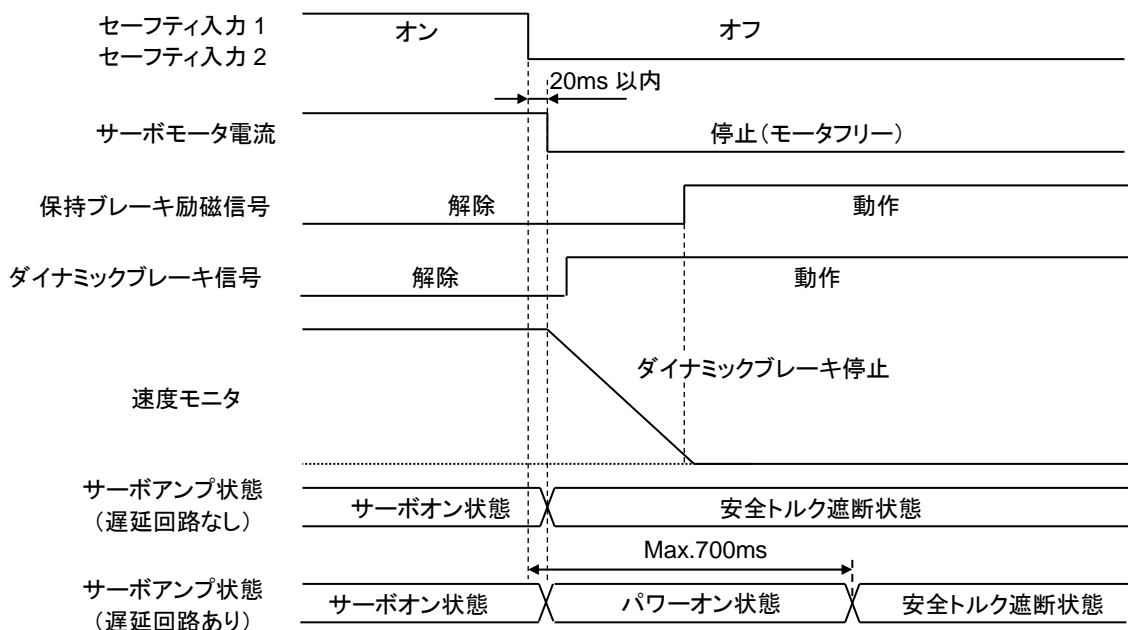 セーフティ入力 1
セーフティ入力 2
オン
オフ
20ms 以内
サーボモータ電流
停止（モータフリー）
保持ブレーキ励磁信号
解除
動作
ダイナミックブレーキ信号
解除
動作
ダイナミックブレーキ停止
速度モニタ
サーボアンプ状態
（遅延回路なし）
サーボオン状態
安全トルク遮断状態
Max.700ms
サーボアンプ状態
（遅延回路あり）
サーボオン状態
パワーオン状態
安全トルク遮断状態